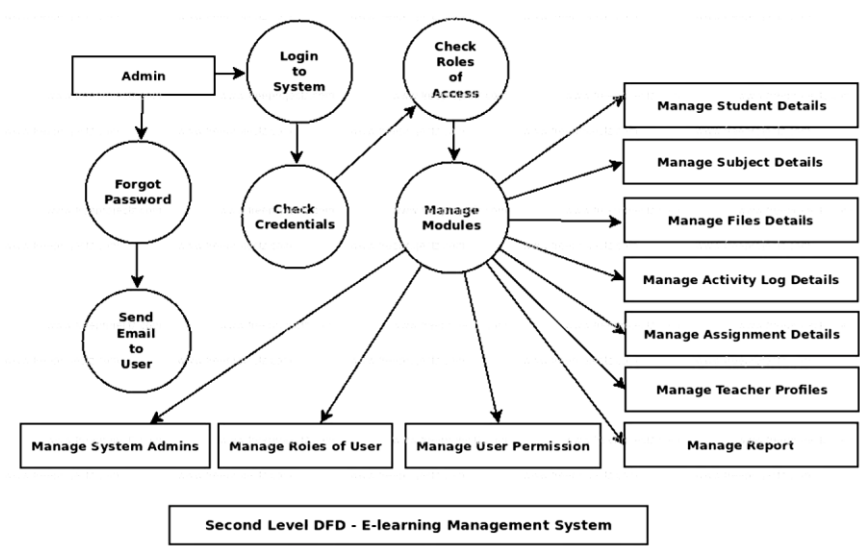 Admin
Login
to
System
Check
Roles
of
Access
Forgot
Password
Check
Credentials
Manage
Modules
Send
Email
to
User
Manage Student Details
Manage Subject Details
Manage Files Details
Manage Activity Log Details
Manage Assignment Details
Manage Teacher Profiles
Manage Report
Manage System Admins
Manage Roles of User
Manage User Permission
Second Level DFD - E-learning Management System